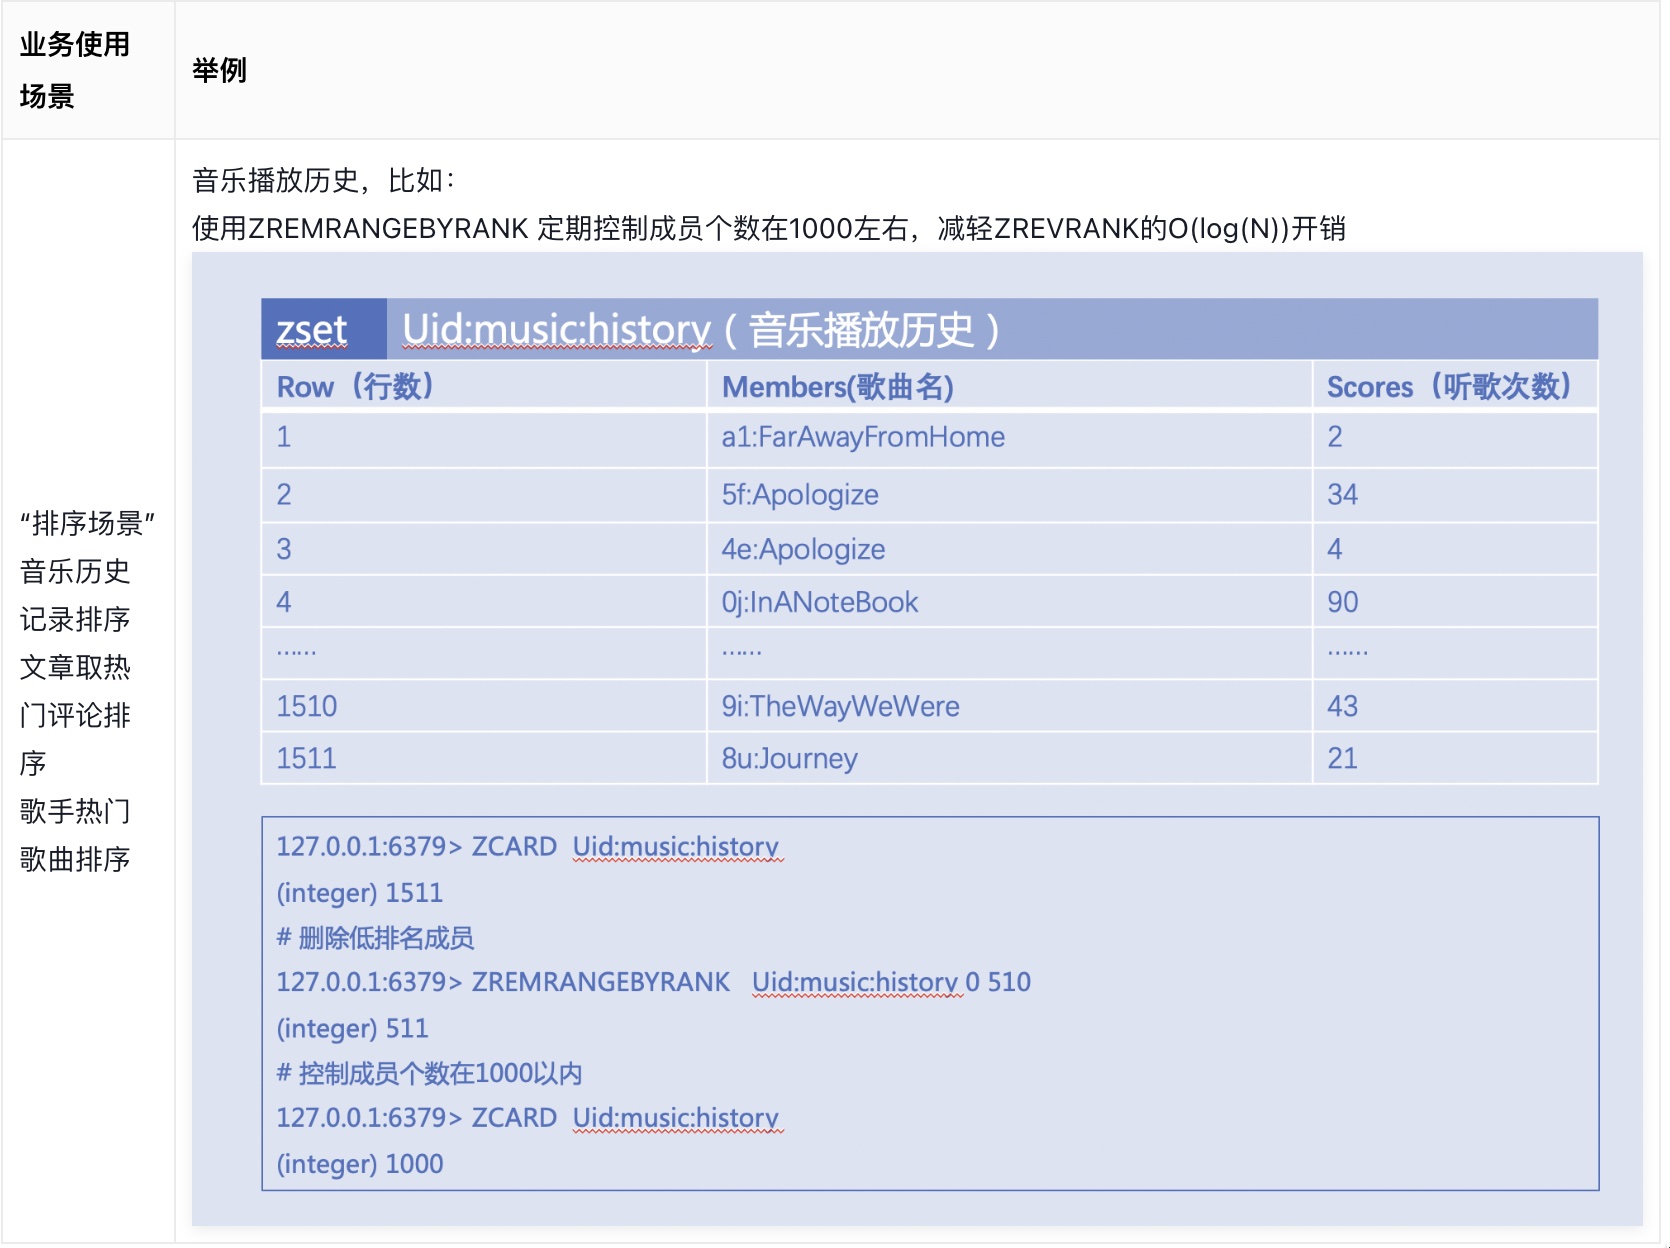 业务使用
场景
举例
“排序场景”
音乐历史
记录排序
文章取热
门评论排
序
歌手热门
歌曲排序
音乐播放历史，比如：
使用ZREMRANGEBYRANK 定期控制成员个数在1000左右，减轻ZREVRANK的O(log(N))开销
zset Uid:music:history（音乐播放历史）
Row（行数） Members(歌曲名) Scores（听歌次数）
1 a1:FarAwayFromHome 2
2 5f:Apologize 34
3 4e:Apologize 4
4 0j:InANoteBook 90
…… …… ……
1510 9i:TheWayWeWere 43
1511 8u:Journey 21
127.0.0.1:6379> ZCARD Uid:music:history
(integer) 1511
# 删除低排名成员
127.0.0.1:6379> ZREMRANGEBYRANK Uid:music:history 0 510
(integer) 511
# 控制成员个数在1000以内
127.0.0.1:6379> ZCARD Uid:music:history
(integer) 1000